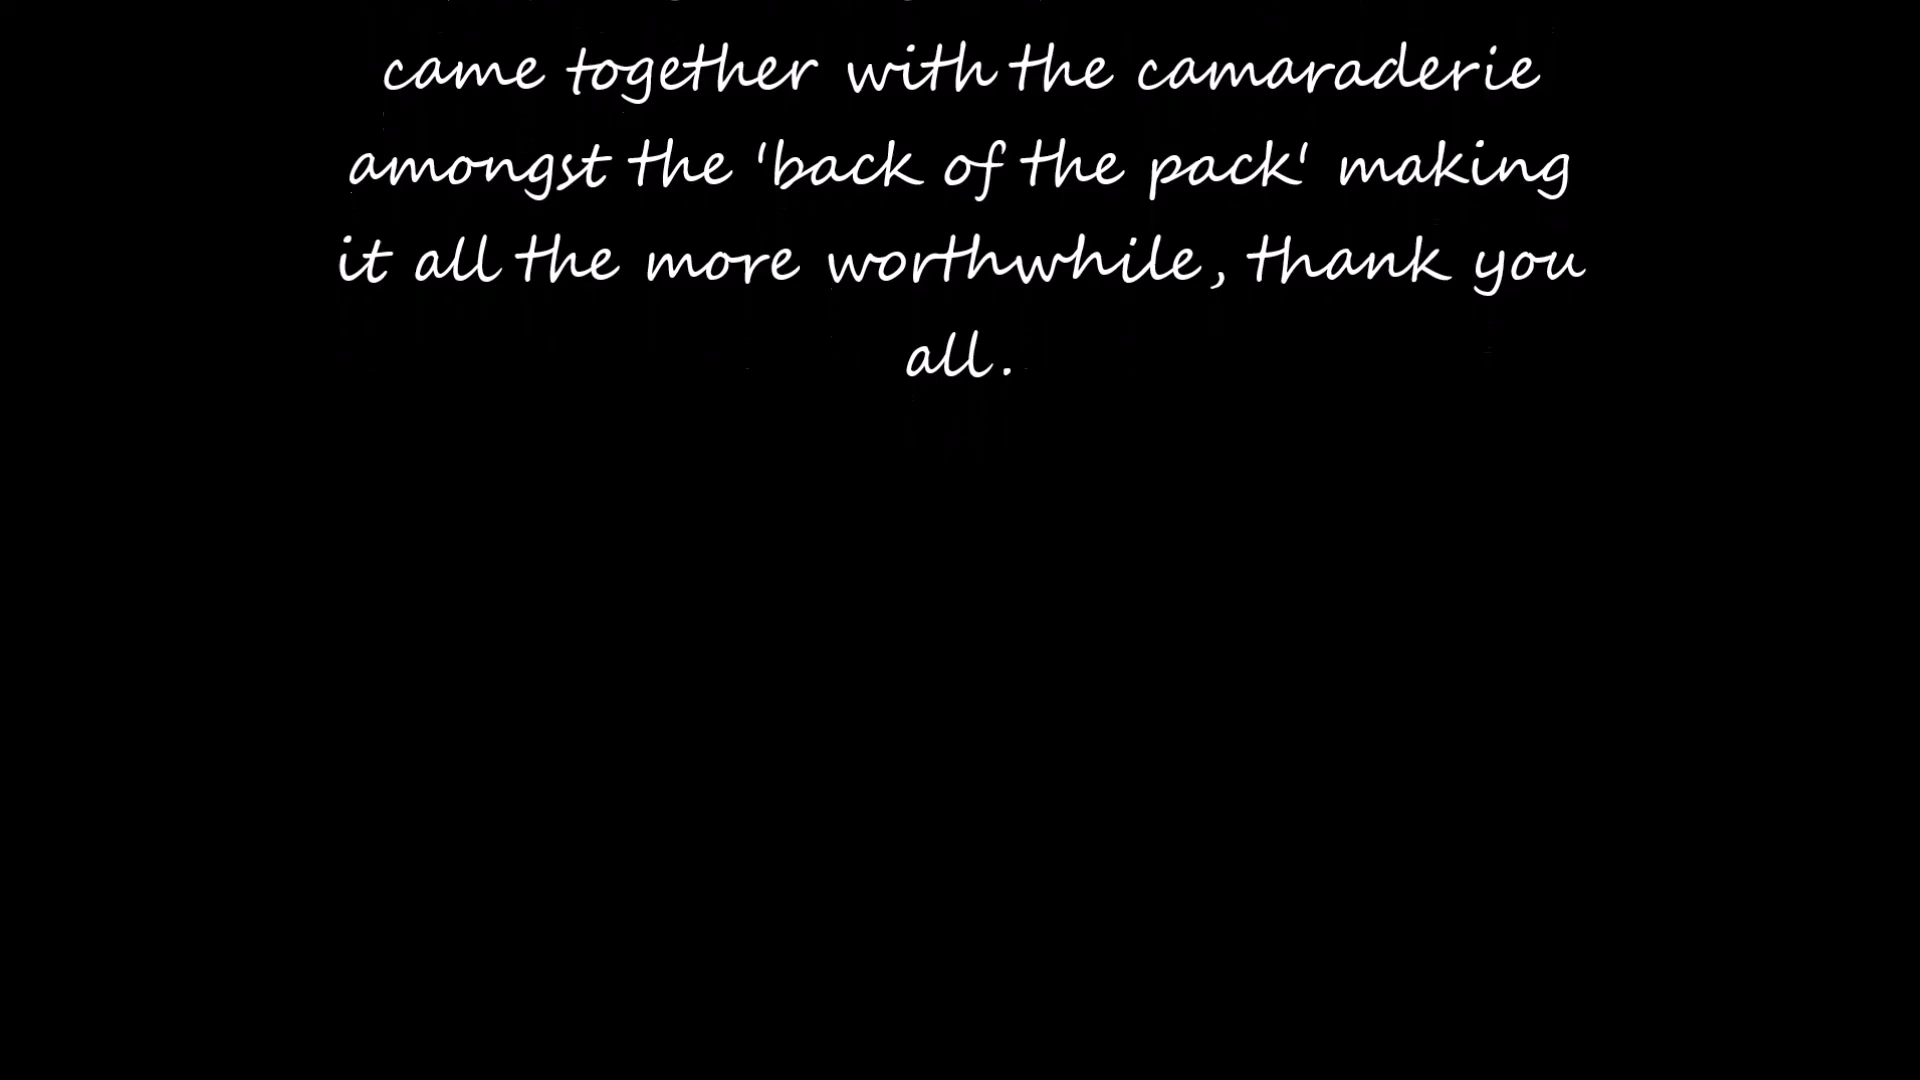 came together with the camaraderie
amongst the 'back of the pack' making
it all the more worthwhile, thank you
all.